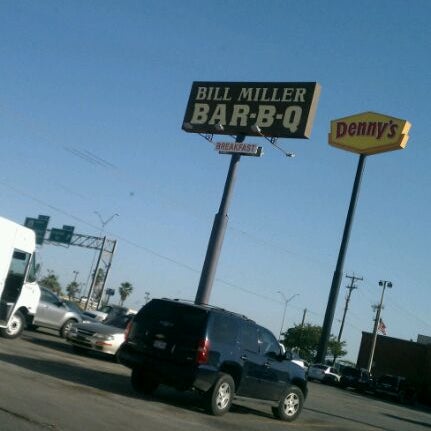 BILL MILLER
BAR-B-Q
BREAKFAST
Denny's